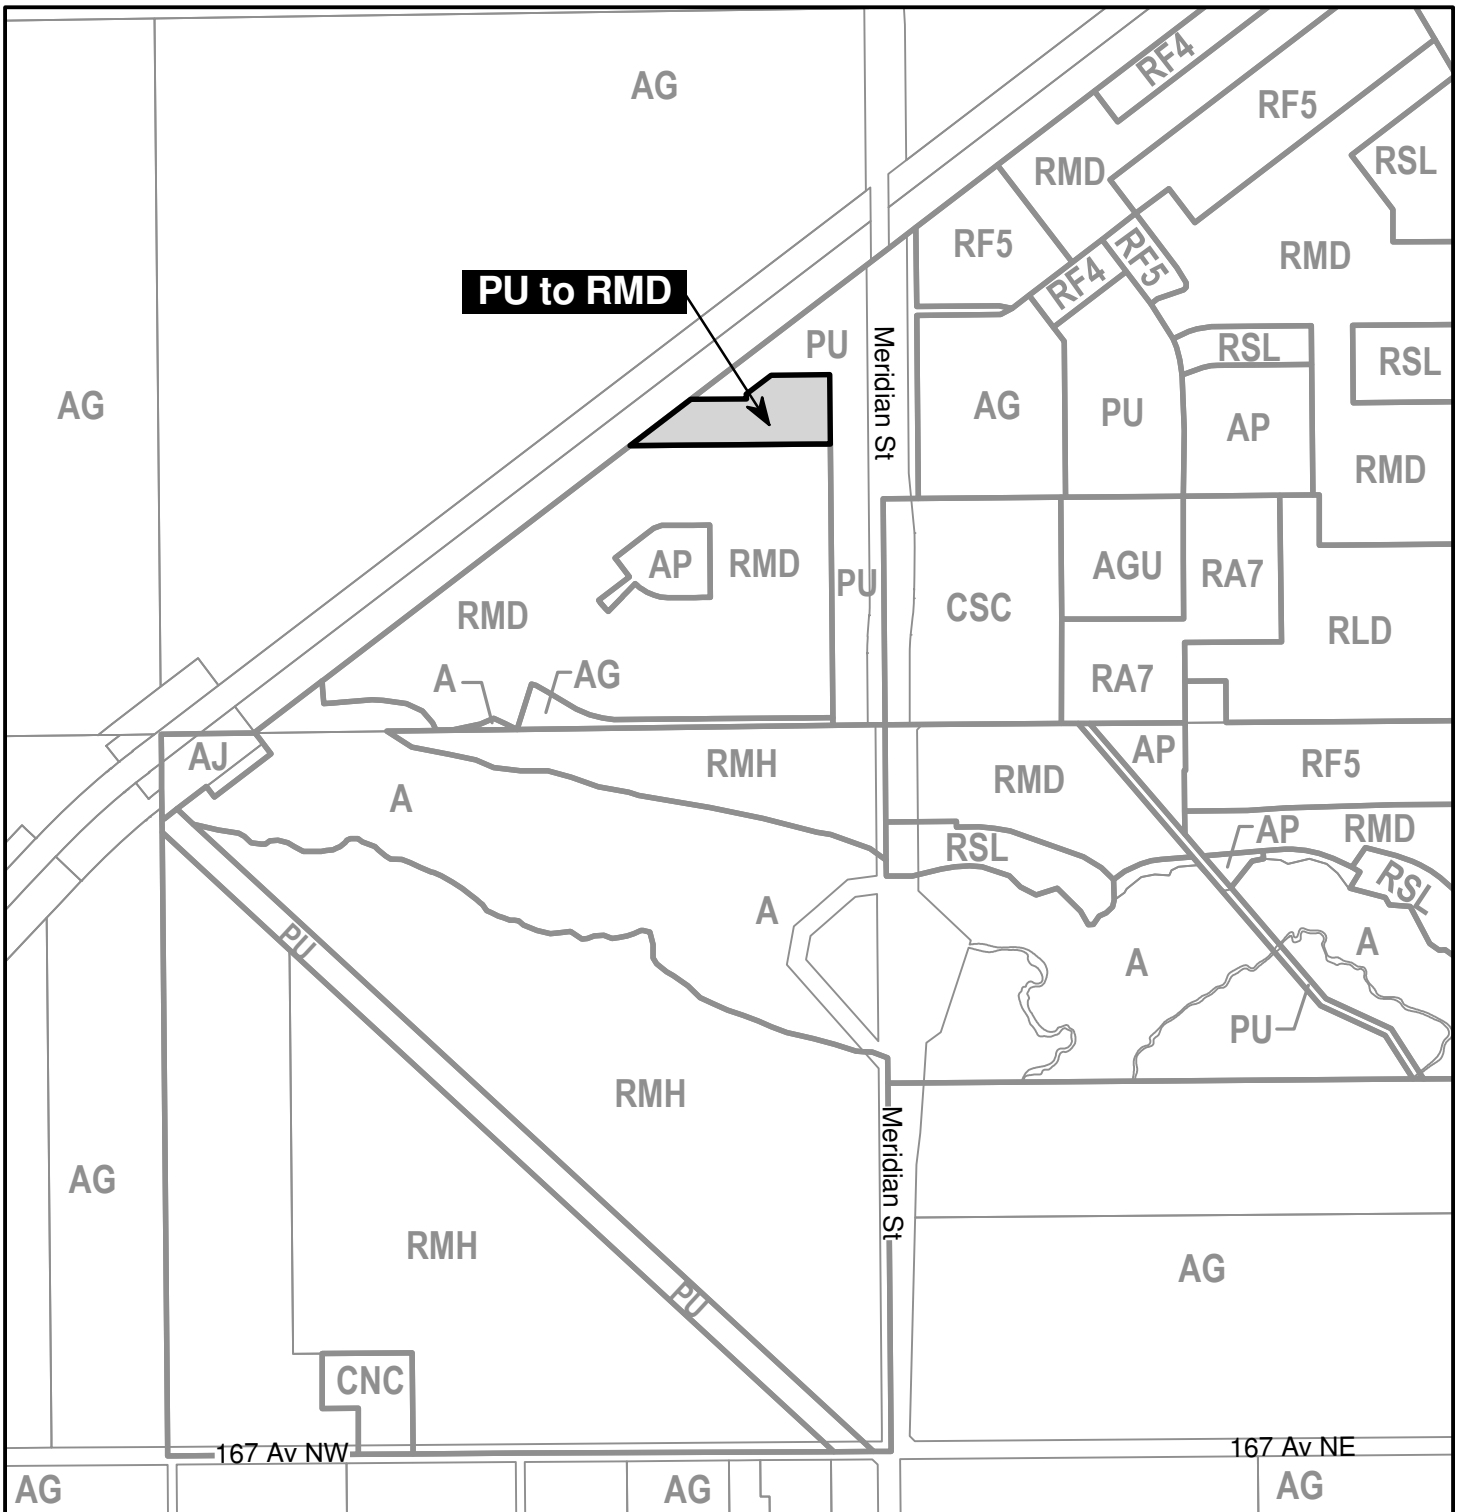 RF4
AG
RF5
RSL
RMD
RF5
RMD
RF5
RF4
PU to RMD
PU
Meridian St
RSL
RSL
AG
AG
PU
AP
RMD
AP
RMD
PU
AGU
RA7
CSC
RMD
RLD
A
AG
RA7
AJ
RMH
RMD
AP
RF5
A
RSL
AP
RMD
RSL
A
PU
A
A
PU
RMH
Meridian St
AG
RMH
AG
PU
CNC
167 Av NW
167 Av NE
AG
AG
AG